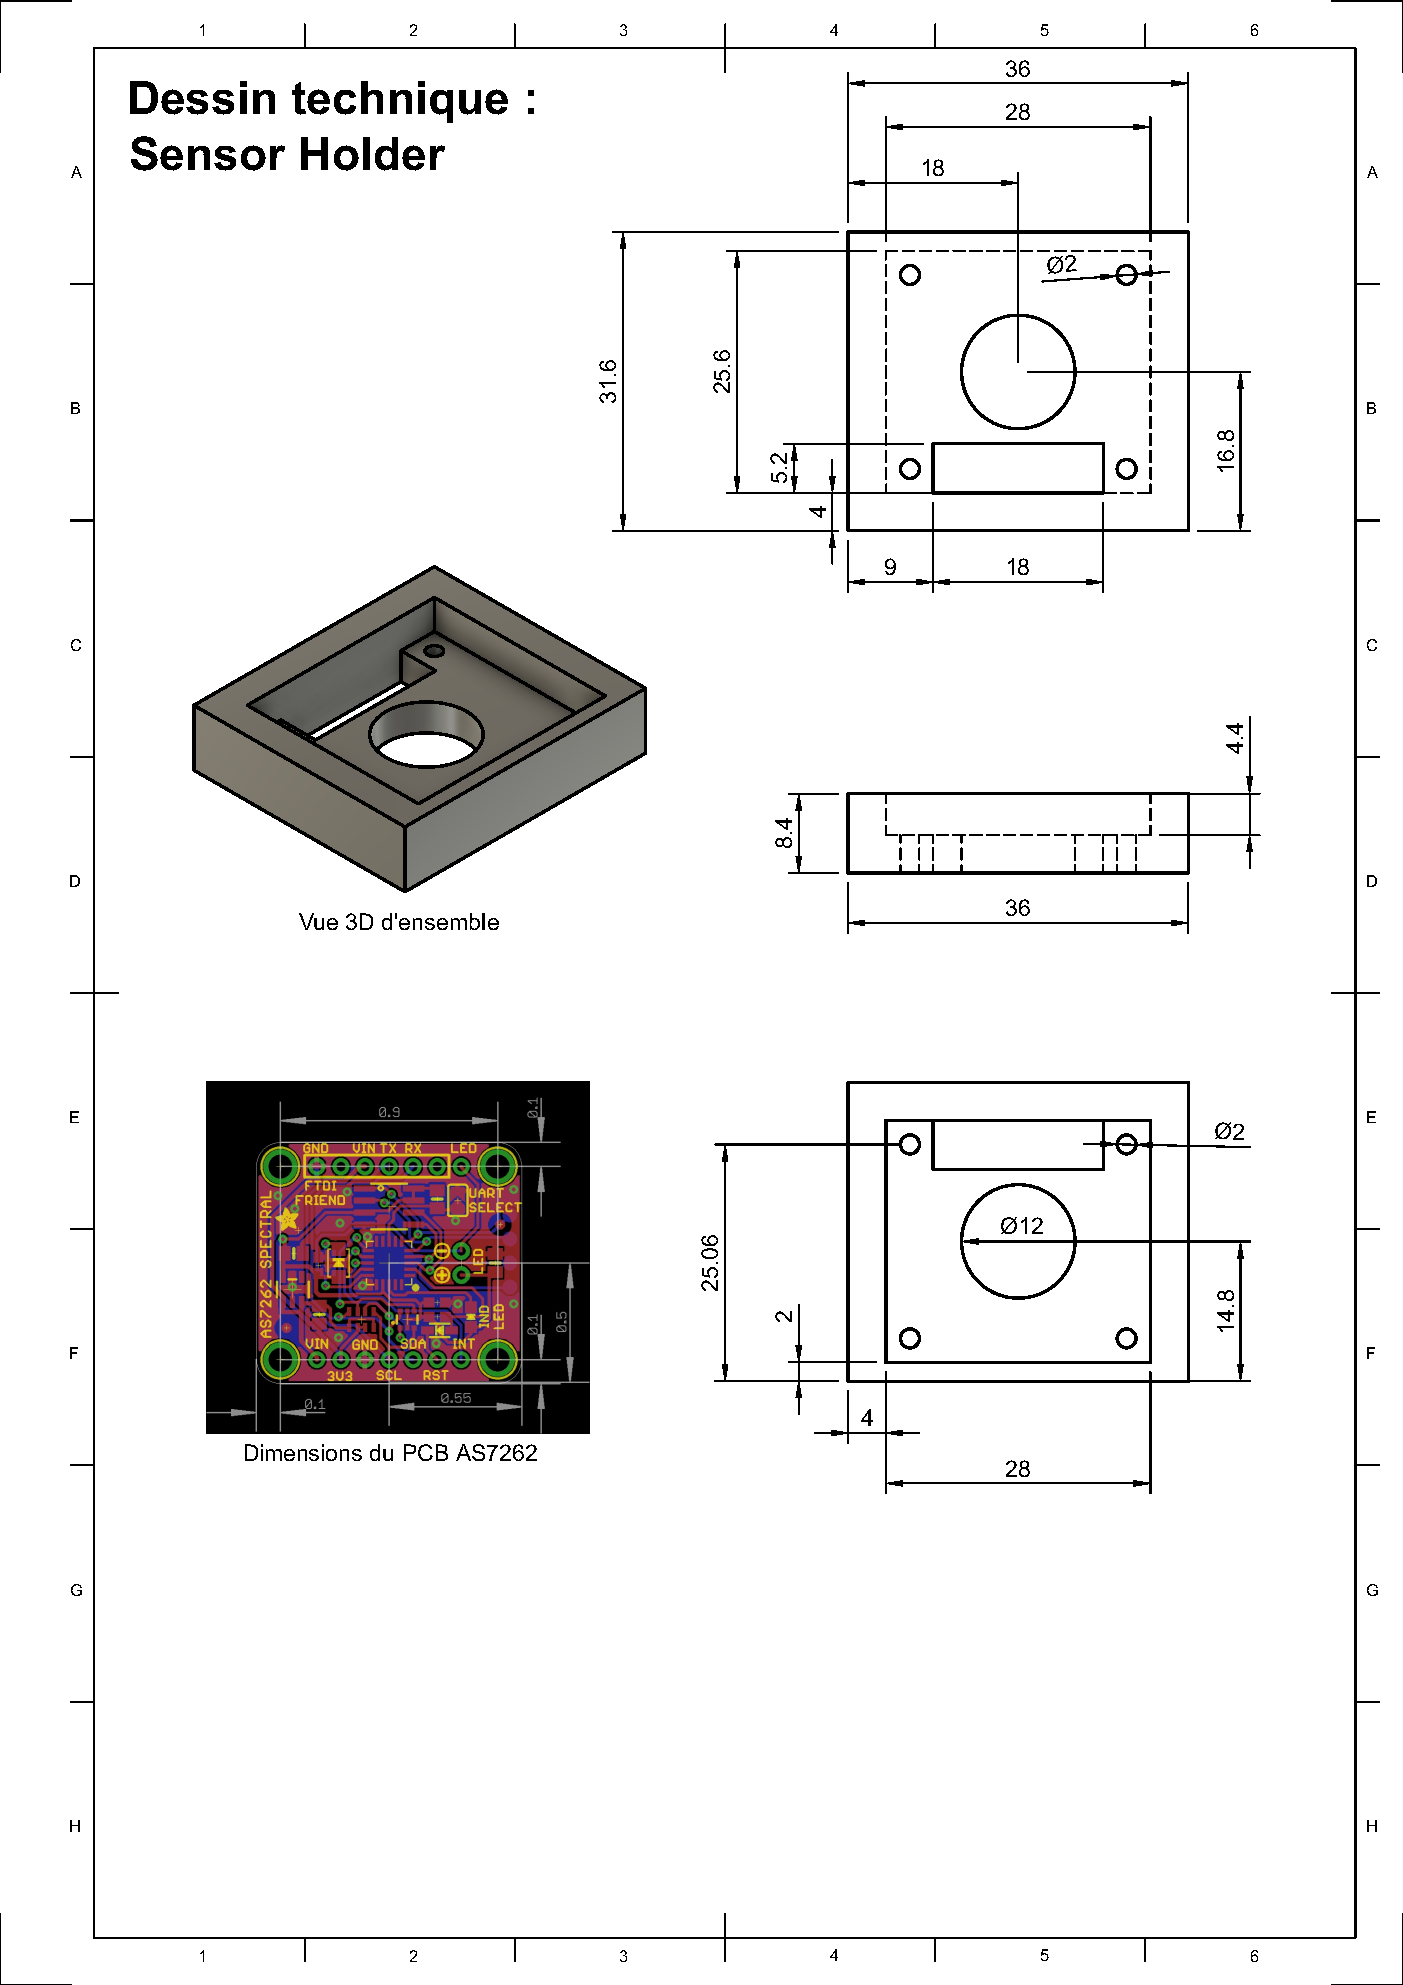 1 2 3 4 5 6
Dessin technique :
Sensor Holder
A A
B B
C C
D D
E E
F F
G G
H H
36
28
18
Ø2
31.6
25.6
5.2
4
16.8
9 18
Vue 3D d'ensemble
4.4
8.4
36
0.9
0.1
GND VIN TX RX LED
FTDI
FRIEND
UART
SELECT
AS7262 SPECTRAL
LED
IND
LED
0.5
0.1
VIN GND SDA INT
3V3 SCL RST
0.1
0.55
Dimensions du PCB AS7262
Ø2
Ø12
25.06
14.8
2
4
28
1 2 3 4 5 6